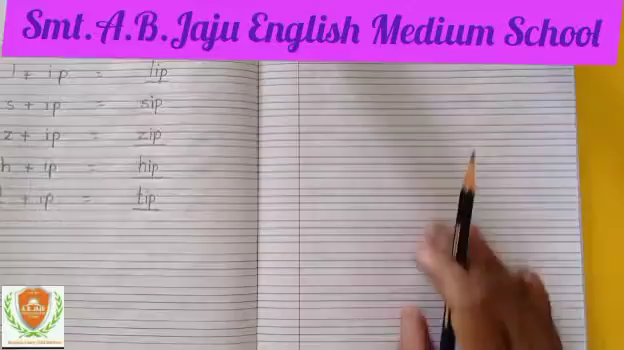 Smt.A.B.Jaju English Medium School
l + ip = lip
s + ip = sip
z + ip = zip
h + ip = hip
+ ip = tip